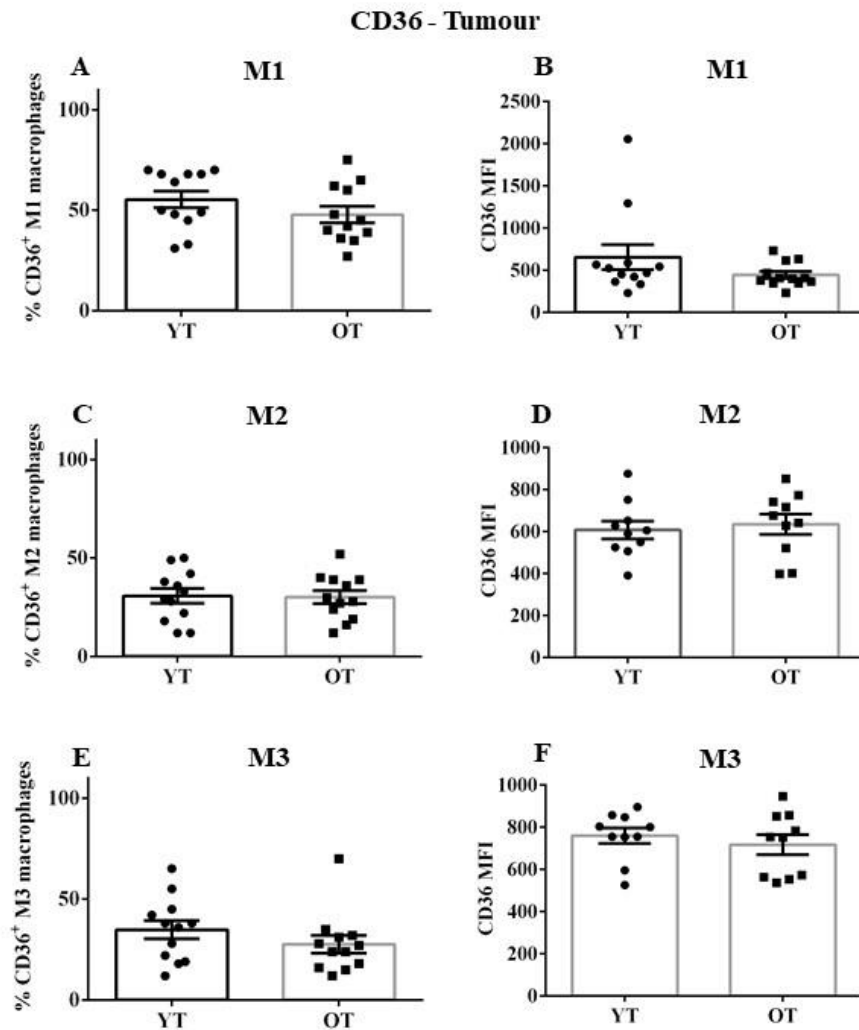 CD36 - Tumour
A
M1
% CD36+ M1 macrophages
100
50
0
YT
OT
B
M1
CD36 MFI
2500
2000
1500
1000
500
0
YT
OT
C
M2
% CD36+ M2 macrophages
100
50
0
YT
OT
D
M2
CD36 MFI
1000
800
600
400
200
0
YT
OT
E
M3
% CD36+ M3 macrophages
100
50
0
YT
OT
F
M3
CD36 MFI
1000
800
600
400
200
0
YT
OT